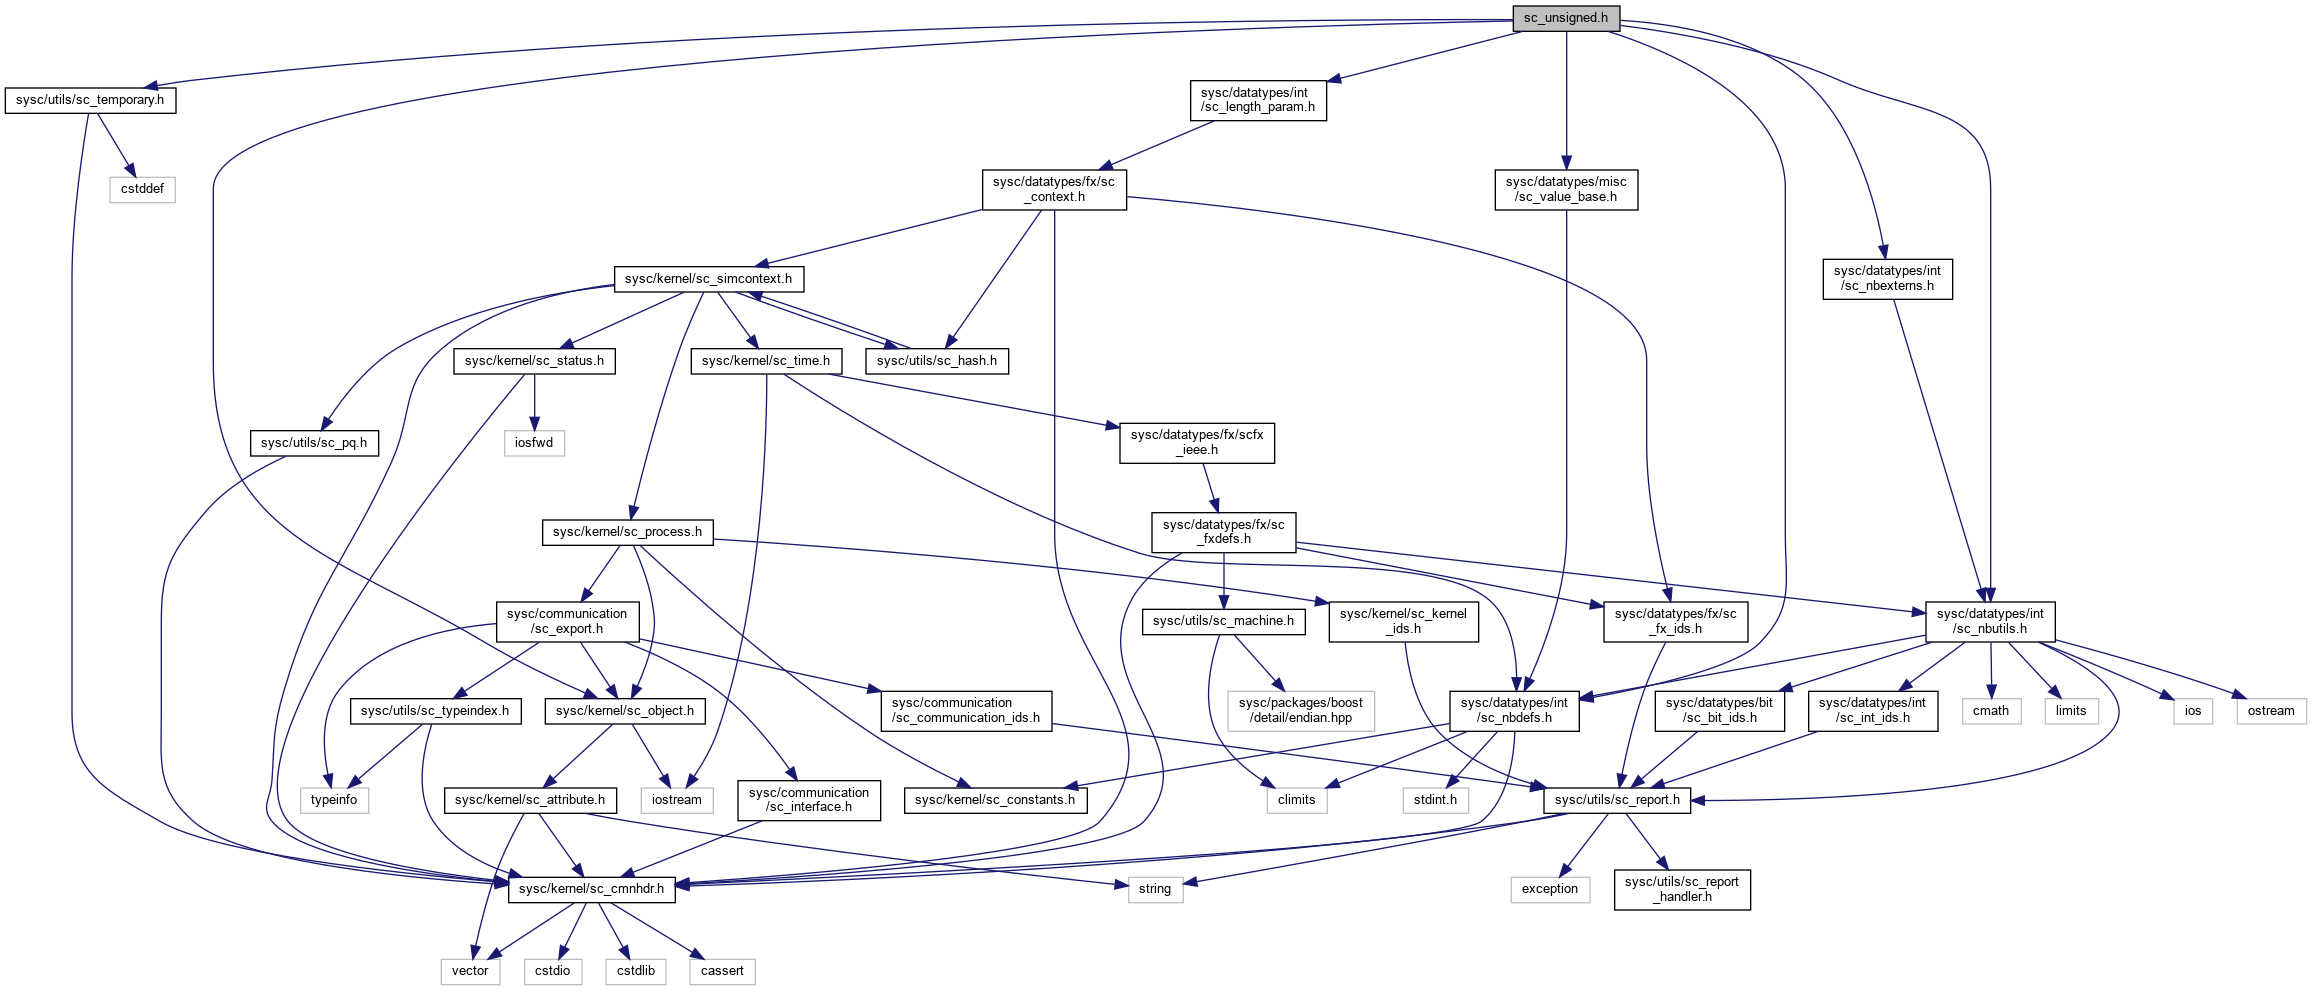 sc_unsigned.h
sysc/utils/sc_temporary.h
sysc/datatypes/int
/sc_length_param.h
cstddef
sysc/datatypes/fx/sc
_context.h
sysc/datatypes/misc
/sc_value_base.h
sysc/kernel/sc_simcontext.h
sysc/datatypes/int
/sc_nbexterns.h
sysc/kernel/sc_status.h
sysc/kernel/sc_time.h
sysc/utils/sc_hash.h
sysc/utils/sc_pq.h
iosfwd
sysc/datatypes/fx/scfx
_ieee.h
sysc/kernel/sc_process.h
sysc/datatypes/fx/sc
_fxdefs.h
sysc/communication
/sc_export.h
sysc/utils/sc_machine.h
sysc/kernel/sc_kernel
_ids.h
sysc/datatypes/fx/sc
_fx_ids.h
sysc/datatypes/int
/sc_nbutils.h
sysc/utils/sc_typeindex.h
sysc/kernel/sc_object.h
sysc/communication
/sc_communication_ids.h
sysc/packages/boost
/detail/endian.hpp
sysc/datatypes/int
/sc_nbdefs.h
sysc/datatypes/bit
/sc_bit_ids.h
sysc/datatypes/int
/sc_int_ids.h
cmath
limits
ios
ostream
typeinfo
sysc/kernel/sc_attribute.h
iostream
sysc/communication
/sc_interface.h
sysc/kernel/sc_constants.h
climits
stdint.h
sysc/utils/sc_report.h
sysc/kernel/sc_cmnhdr.h
string
exception
sysc/utils/sc_report
_handler.h
vector
cstdio
cstdlib
cassert